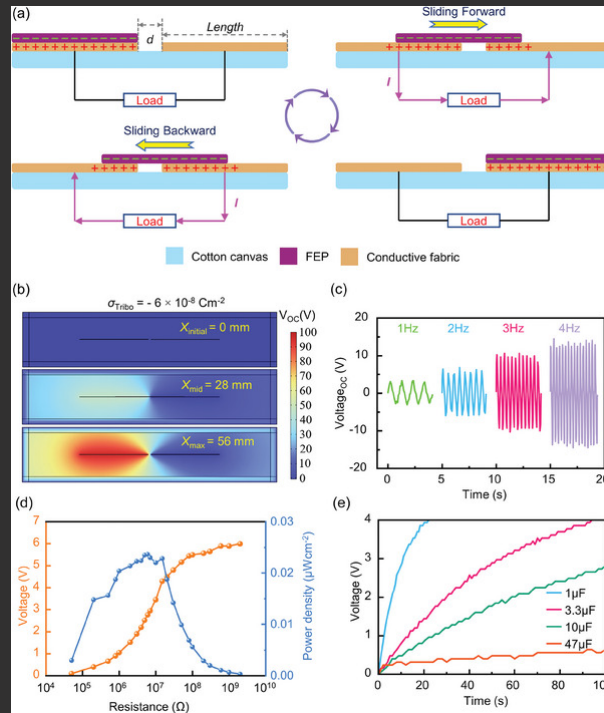 (a)
d
Length
Sliding Forward
Load
I
Load
Sliding Backward
I
Load
Load
Cotton canvas FEP Conductive fabric
(b)
σTribo = - 6 × 10⁻⁸ Cm⁻²
VOC(V)
Xinitial = 0 mm
Xmid = 28 mm
Xmax = 56 mm
100
90
80
70
60
50
40
30
20
10
0
(c)
1Hz 2Hz 3Hz 4Hz
VoltageOC (V)
20
10
0
-10
-20
0 5 10 15 20
Time (s)
(d)
Voltage (V)
7
6
5
4
3
2
1
0
Power density (μWcm⁻²)
0.03
0.02
0.01
0.00
10⁴ 10⁵ 10⁶ 10⁷ 10⁸ 10⁹ 10¹⁰
Resistance (Ω)
(e)
Voltage (V)
4
3
2
1
0
1μF
3.3μF
10μF
47μF
0 20 40 60 80 100
Time (s)